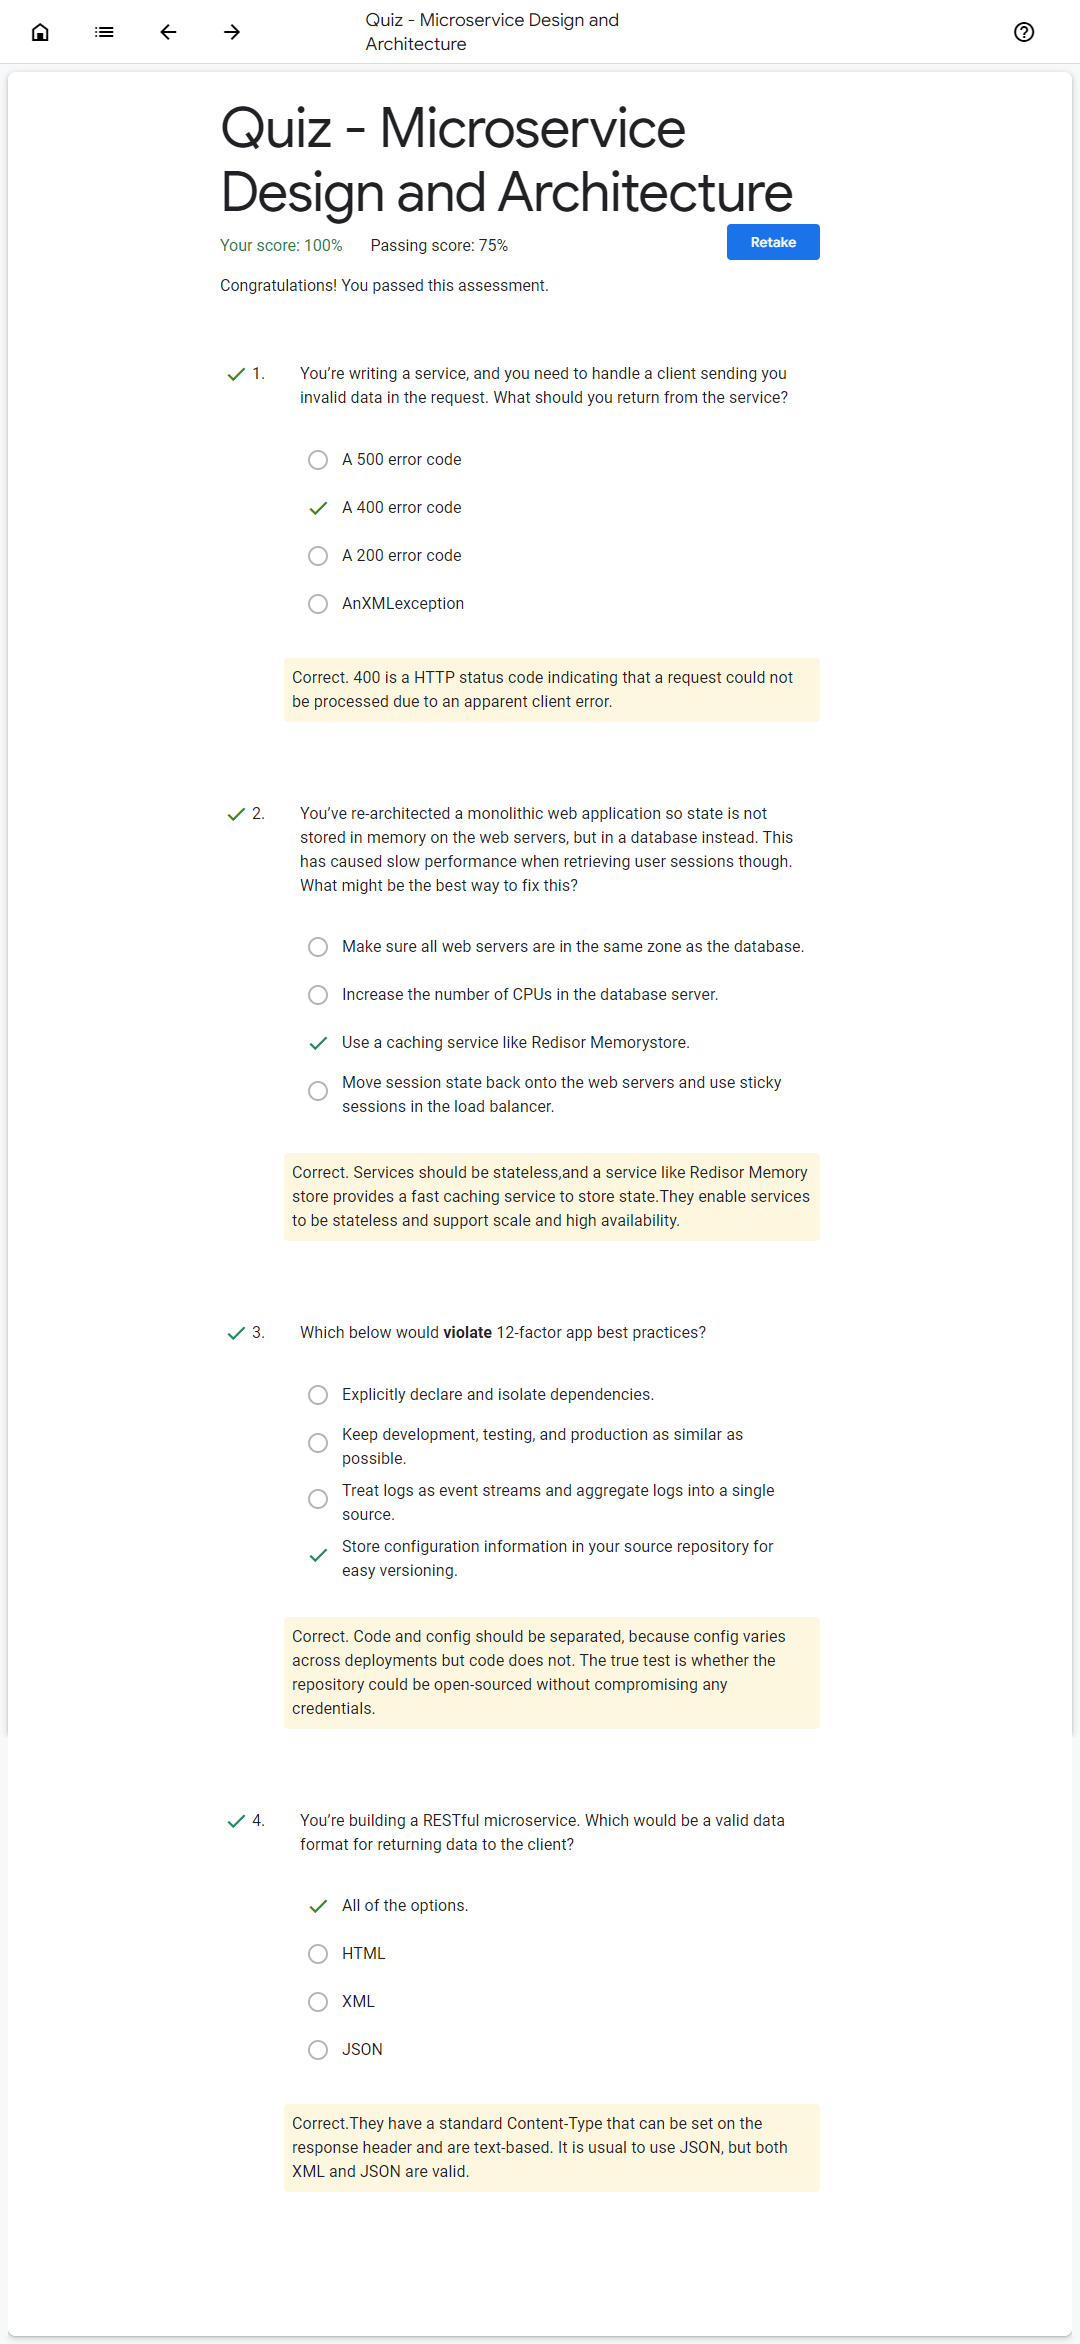 Quiz - Microservice Design and
Architecture
Quiz - Microservice
Design and Architecture
Your score: 100% Passing score: 75%
Retake
Congratulations! You passed this assessment.
1. You're writing a service, and you need to handle a client sending you
invalid data in the request. What should you return from the service?
A 500 error code
A 400 error code
A 200 error code
AnXMLexception
Correct. 400 is a HTTP status code indicating that a request could not
be processed due to an apparent client error.
2. You've re-architected a monolithic web application so state is not
stored in memory on the web servers, but in a database instead. This
has caused slow performance when retrieving user sessions though.
What might be the best way to fix this?
Make sure all web servers are in the same zone as the database.
Increase the number of CPUs in the database server.
Use a caching service like Redisor Memorystore.
Move session state back onto the web servers and use sticky
sessions in the load balancer.
Correct. Services should be stateless,and a service like Redisor Memory
store provides a fast caching service to store state.They enable services
to be stateless and support scale and high availability.
3. Which below would violate 12-factor app best practices?
Explicitly declare and isolate dependencies.
Keep development, testing, and production as similar as
possible.
Treat logs as event streams and aggregate logs into a single
source.
Store configuration information in your source repository for
easy versioning.
Correct. Code and config should be separated, because config varies
across deployments but code does not. The true test is whether the
repository could be open-sourced without compromising any
credentials.
4. You're building a RESTful microservice. Which would be a valid data
format for returning data to the client?
All of the options.
HTML
XML
JSON
Correct.They have a standard Content-Type that can be set on the
response header and are text-based. It is usual to use JSON, but both
XML and JSON are valid.